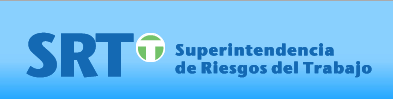 SRT
Superintendencia
de Riesgos del Trabajo